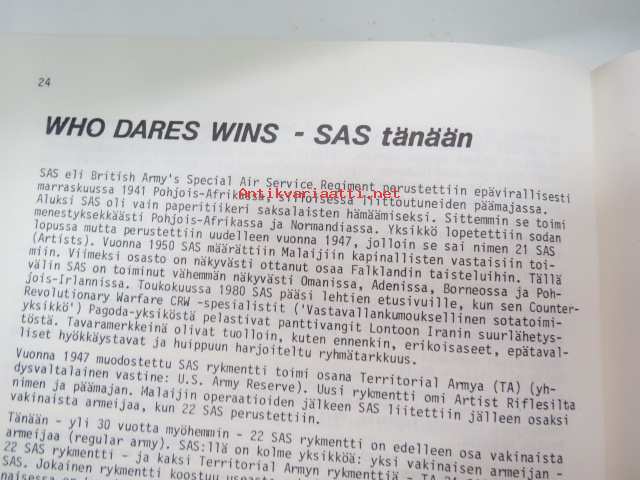 24
WHO DARES WINS - SAS tänään
SAS eli British Army's Special Air Service Regiment perustettiin epävirallisesti
marraskuussa 1941 Pohjois-Afrikassa, silloisessa liittoutuneiden päämajassa.
Aluksi SAS oli vain paperitiikeri saksalaisten hämäämiseksi. Sittemmin se toimi
menestyksekkäästi Pohjois-Afrikassa ja Normandiassa. Yksikkö lopetettiin sodan
lopussa mutta perustettiin uudelleen vuonna 1947, jolloin se sai nimen 21 SAS
(Artists). Vuonna 1950 SAS määrättiin Malaijiin kapinallisten vastaisiin toi-
miin. Viimeksi osasto on näkyvästi ottanut osaa Falklandin taisteluihin. Tällä
välin SAS on toiminut vähemmän näkyvästi Omanissa, Adenissa, Borneossa ja Poh-
jois-Irlannissa. Toukokuussa 1980 SAS pääsi lehtien etusivuille, kun sen Counter-
Revolutionary Warfare CRW -spesialistit ('Vastavallankumouksellinen sotatoimi-
yksikkö') Pagoda-yksiköstä pelastivat panttivangit Lontoon Iranin suurlähetys-
töstä. Tavaramerkkeinä olivat tuolloin, kuten ennenkin, erikoisaseet, epätaval-
liset hyökkäystavat ja huippuun harjoiteltu ryhmätarkkuus.
Vuonna 1947 muodostettu SAS rykmentti toimi osana Territorial Armya (TA) (yh-
dysvaltalainen vastine: U.S. Army Reserve). Uusi rykmentti omi Artist Riflesilta
nimen ja päämajan. Malaijin operaatioiden jälkeen SAS liitettiin jälleen osaksi
vakinaista armeijaa, kun 22 SAS perustettiin.
Tänään - yli 30 vuotta myöhemmin - 22 SAS rykmentti on edelleen osa vakinaista
armeijaa (regular army). SAS:llä on kolme yksikköä: yksi vakinaisen armeijan -
22 SAS rykmentti - ja kaksi Territorial Armyn rykmenttiä - TA
SAS. Jokainen rykmentti koostuu
Antikvariaatti.net